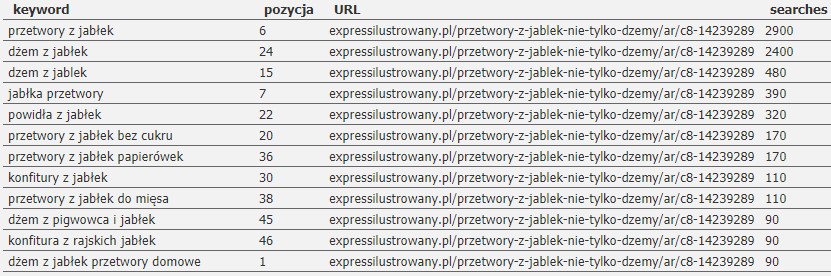 keyword pozycja URL searches
przetwory z jabłek 6 expressilustrowany.pl/przetwory-z-jablek-nie-tylko-dzemy/ar/c8-14239289 2900
dżem z jabłek 24 expressilustrowany.pl/przetwory-z-jablek-nie-tylko-dzemy/ar/c8-14239289 2400
dzem z jablek 15 expressilustrowany.pl/przetwory-z-jablek-nie-tylko-dzemy/ar/c8-14239289 480
jabłka przetwory 7 expressilustrowany.pl/przetwory-z-jablek-nie-tylko-dzemy/ar/c8-14239289 390
powidła z jabłek 22 expressilustrowany.pl/przetwory-z-jablek-nie-tylko-dzemy/ar/c8-14239289 320
przetwory z jabłek bez cukru 20 expressilustrowany.pl/przetwory-z-jablek-nie-tylko-dzemy/ar/c8-14239289 170
przetwory z jabłek papierówek 36 expressilustrowany.pl/przetwory-z-jablek-nie-tylko-dzemy/ar/c8-14239289 170
konfitury z jabłek 30 expressilustrowany.pl/przetwory-z-jablek-nie-tylko-dzemy/ar/c8-14239289 110
przetwory z jabłek do mięsa 38 expressilustrowany.pl/przetwory-z-jablek-nie-tylko-dzemy/ar/c8-14239289 110
dżem z pigwowca i jabłek 45 expressilustrowany.pl/przetwory-z-jablek-nie-tylko-dzemy/ar/c8-14239289 90
konfitura z rajskich jabłek 46 expressilustrowany.pl/przetwory-z-jablek-nie-tylko-dzemy/ar/c8-14239289 90
dżem z jabłek przetwory domowe 1 expressilustrowany.pl/przetwory-z-jablek-nie-tylko-dzemy/ar/c8-14239289 90